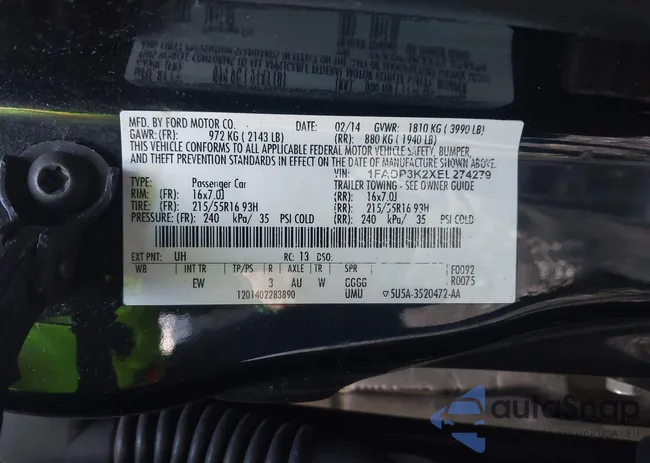 MFD. BY FORD MOTOR CO. DATE: 02/14 GVWR: 1810 KG ( 3990 LB)
GAWR: (FR): 972 KG ( 2143 LB) (RR): 880 KG ( 1940 LB)
THIS VEHICLE CONFORMS TO ALL APPLICABLE FEDERAL MOTOR VEHICLE SAFETY, BUMPER,
AND THEFT PREVENTION STANDARDS IN EFFECT ON THE DATE OF MANUFACTURE SHOWN ABOVE.
VIN: 1FADP3K2XEL274279
TYPE: Passenger Car TRAILER TOWING - SEE OWNER GUIDE
RIM: (FR) 16x7.0J (RR) 16x7.0J
TIRE: (FR) 215/55R16 93H (RR) 215/55R16 93H
PRESSURE: (FR) 240 kPa/ 35 PSI COLD (RR) 240 kPa/ 35 PSI COLD
EXT PNT: UH RC: 13 DSO:
WB INT TR TP/PS R AXLE TR SPR F0092
EW 3 AU W GGGG R0075
1201402283890 UMU 5U5A-3520472-AA
autoSnap